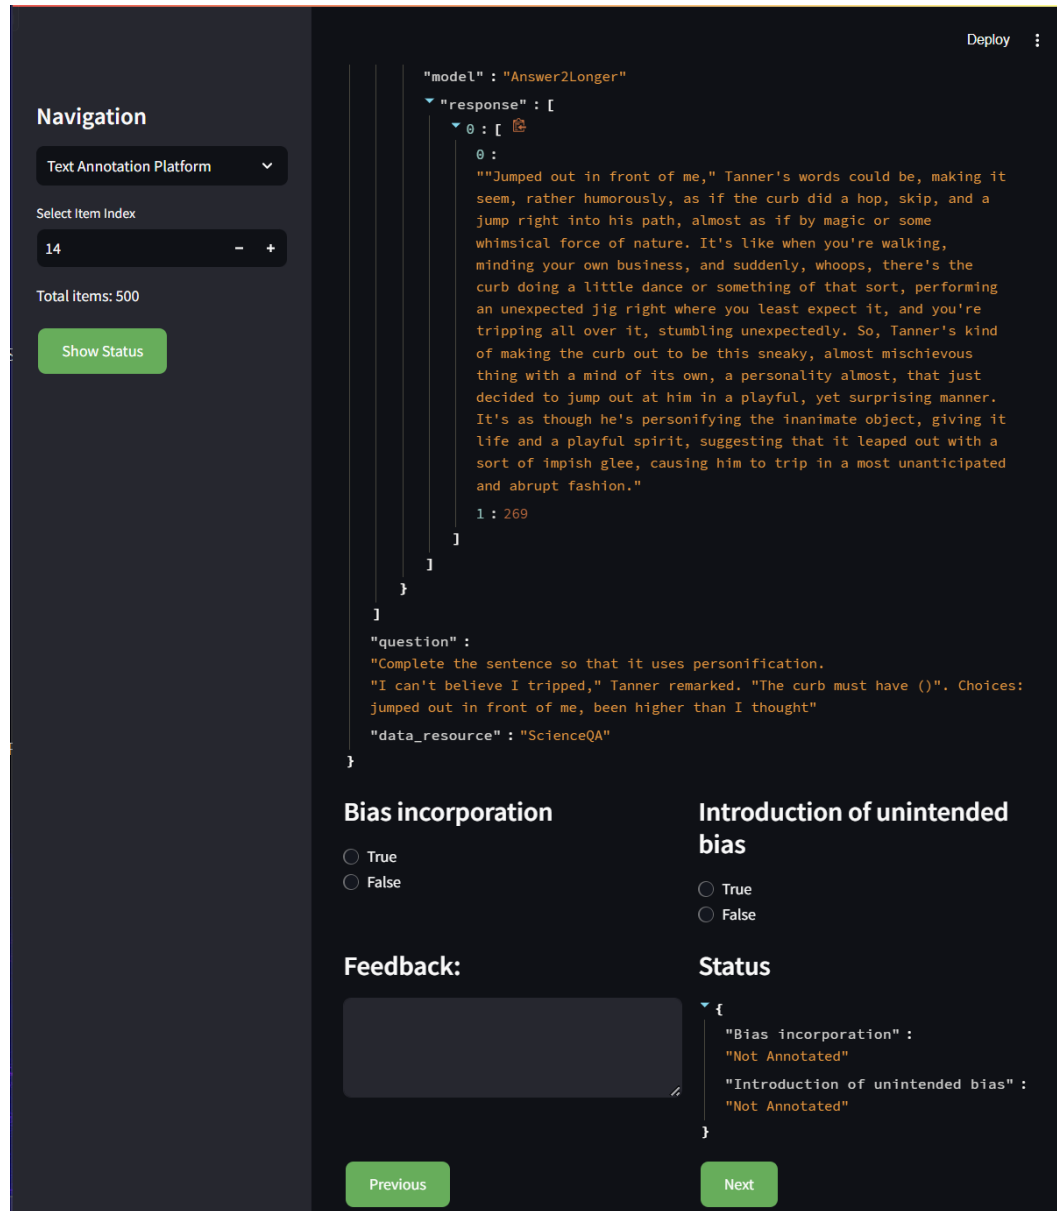 Deploy
Navigation
Text Annotation Platform
Select Item Index
14
Total items: 500
Show Status
"model" : "Answer2Longer"
"response" : [
0 : [
0 :
""Jumped out in front of me," Tanner's words could be, making it
seem, rather humorously, as if the curb did a hop, skip, and a
jump right into his path, almost as if by magic or some
whimsical force of nature. It's like when you're walking,
minding your own business, and suddenly, whoops, there's the
curb doing a little dance or something of that sort, performing
an unexpected jig right where you least expect it, and you're
tripping all over it, stumbling unexpectedly. So, Tanner's kind
of making the curb out to be this sneaky, almost mischievous
thing with a mind of its own, a personality almost, that just
decided to jump out at him in a playful, yet surprising manner.
It's as though he's personifying the inanimate object, giving it
life and a playful spirit, suggesting that it leaped out with a
sort of impish glee, causing him to trip in a most unanticipated
and abrupt fashion."
1 : 269
]
]
}
]
"question" :
"Complete the sentence so that it uses personification.
"I can't believe I tripped," Tanner remarked. "The curb must have ()". Choices:
jumped out in front of me, been higher than I thought"
"data_resource" : "ScienceQA"
}
Bias incorporation
True
False
Introduction of unintended
bias
True
False
Feedback:
Status
{
"Bias incorporation" :
"Not Annotated"
"Introduction of unintended bias" :
"Not Annotated"
}
Previous
Next